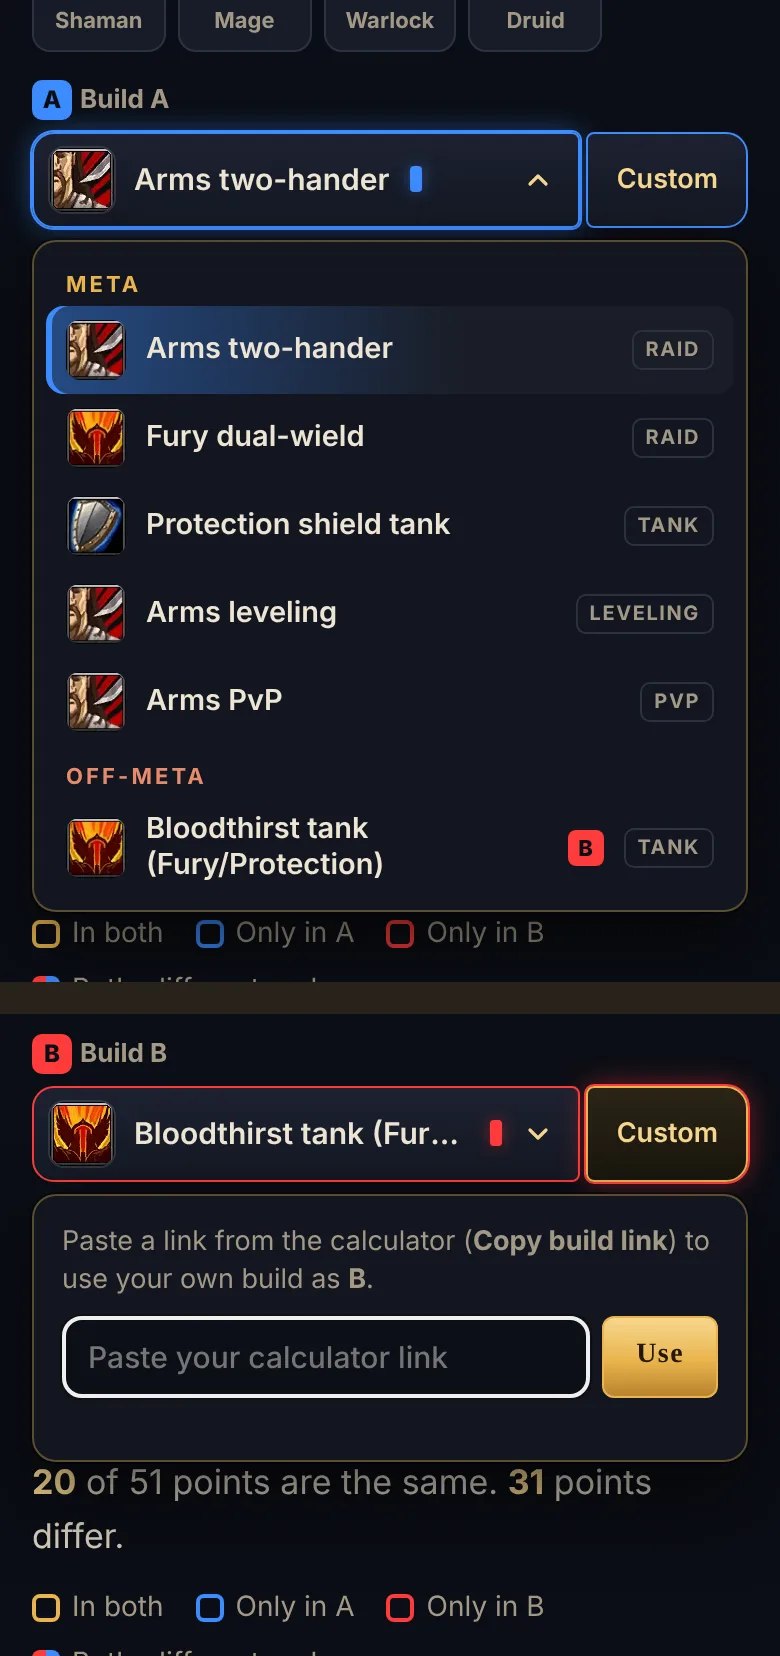 Shaman
Mage
Warlock
Druid
A Build A
Arms two-hander
Custom
META
Arms two-hander RAID
Fury dual-wield RAID
Protection shield tank TANK
Arms leveling LEVELING
Arms PvP PVP
OFF-META
Bloodthirst tank
(Fury/Protection) B TANK
In both Only in A Only in B
B Build B
Bloodthirst tank (Fur...
Custom
Paste a link from the calculator (Copy build link) to
use your own build as B.
Paste your calculator link
Use
20 of 51 points are the same. 31 points
differ.
In both Only in A Only in B